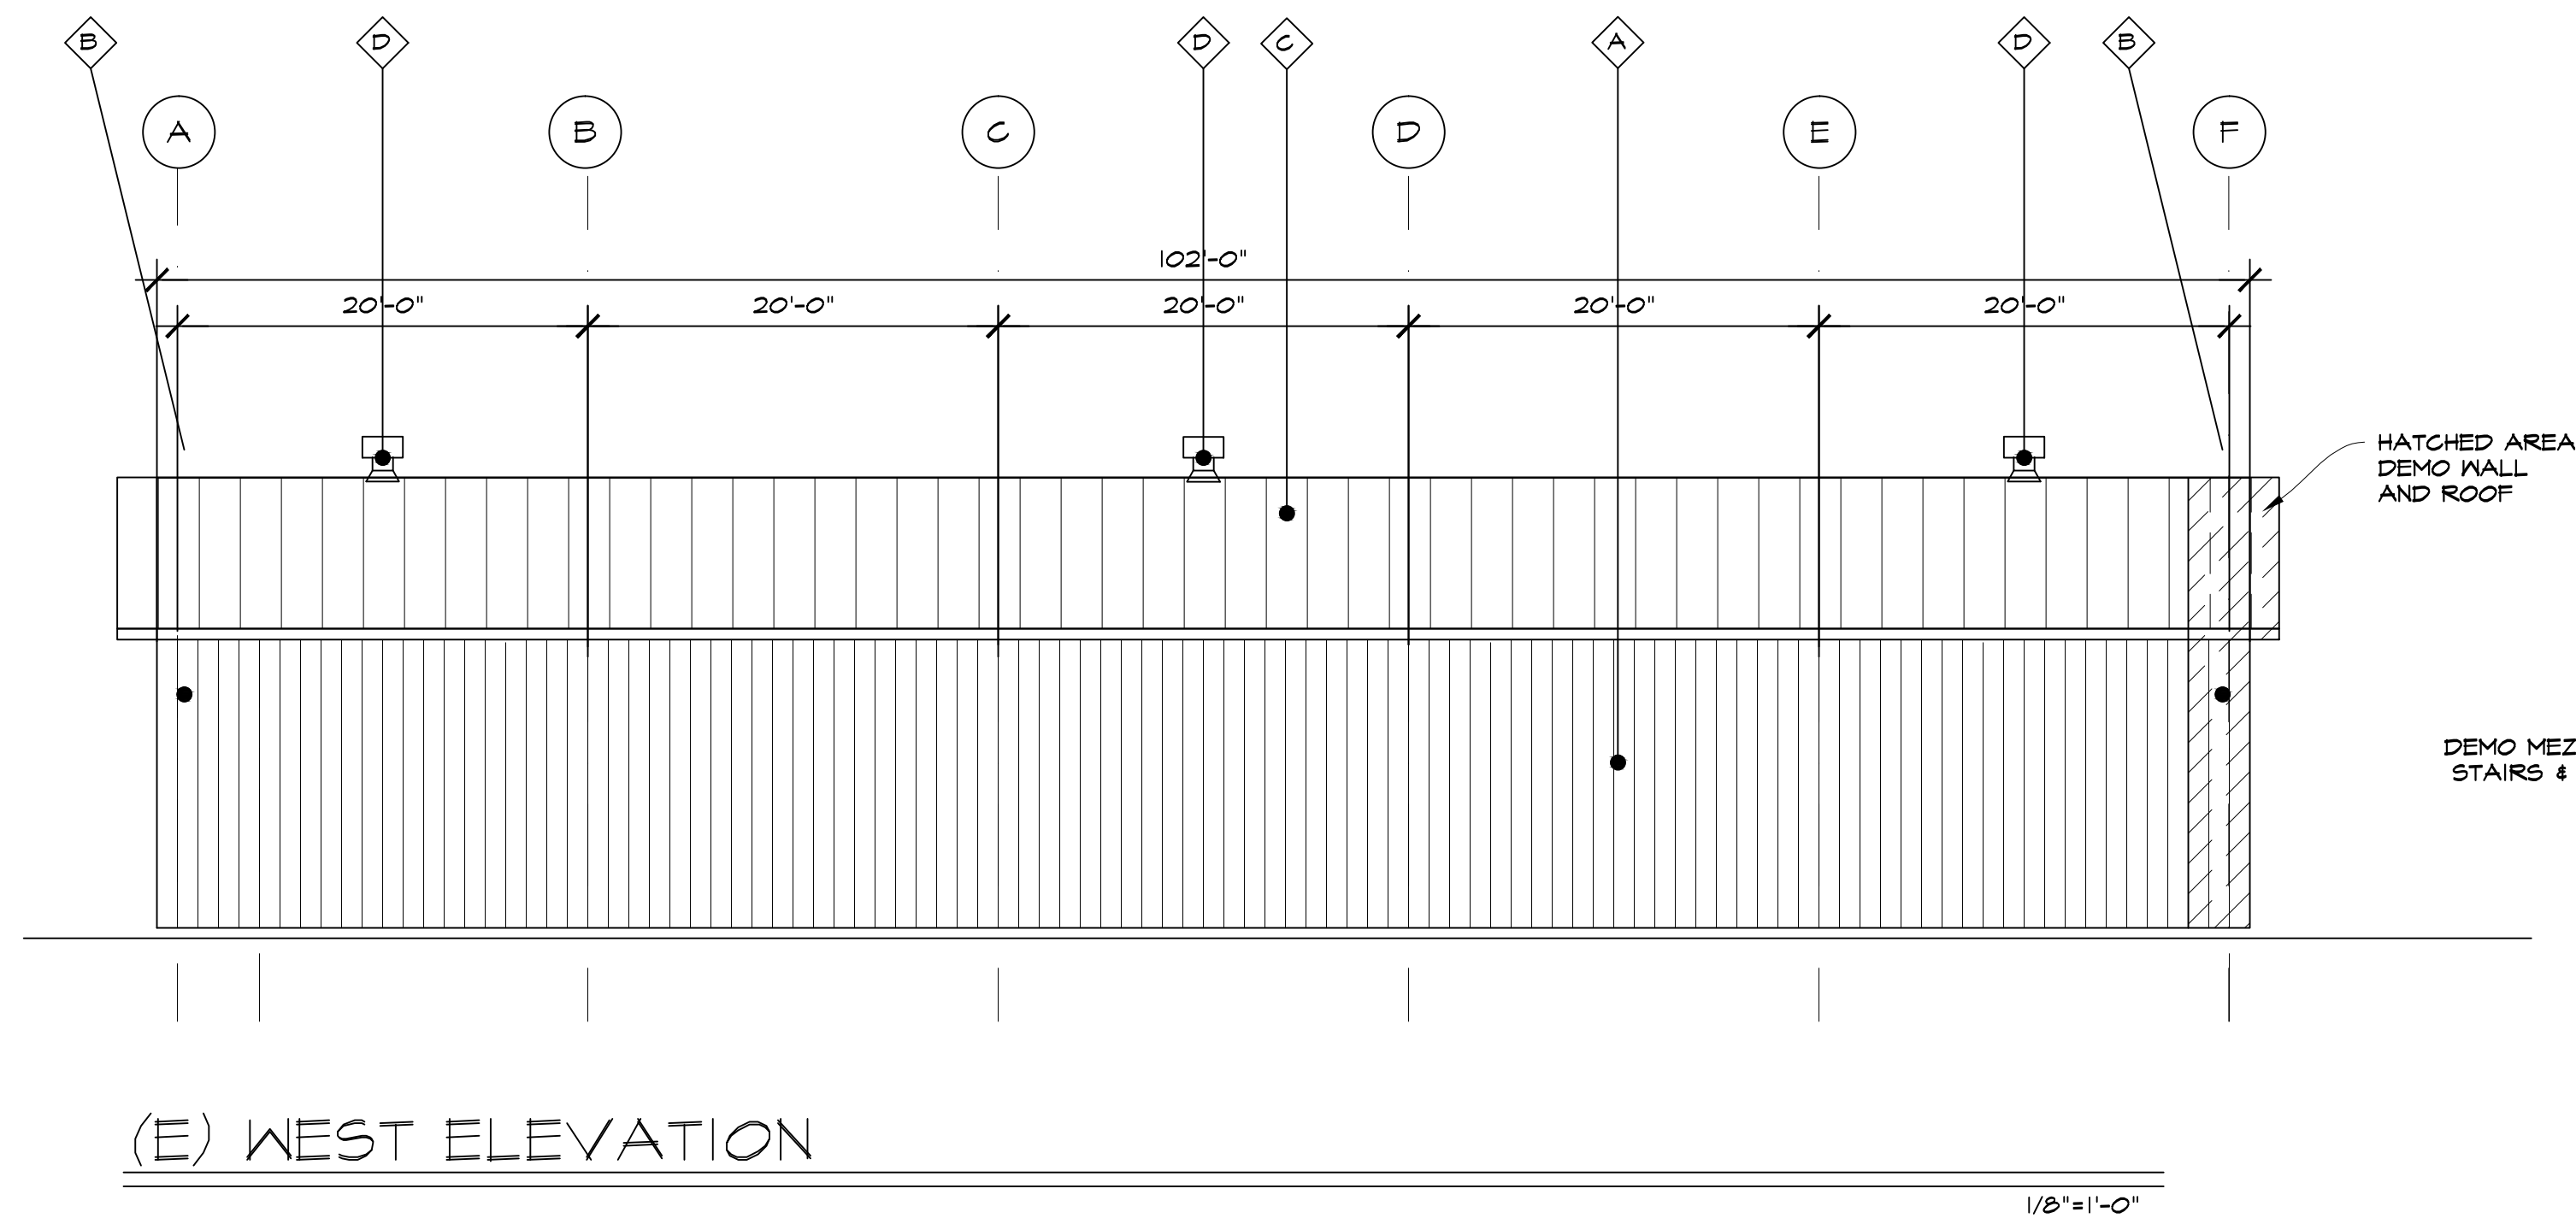 B D D C A D B
A B C D E F
102'-0"
20'-0" 20'-0" 20'-0" 20'-0" 20'-0"
HATCHED AREA
DEMO WALL
AND ROOF
DEMO MEZ
STAIRS &
(E) WEST ELEVATION
1/8"=1'-0"